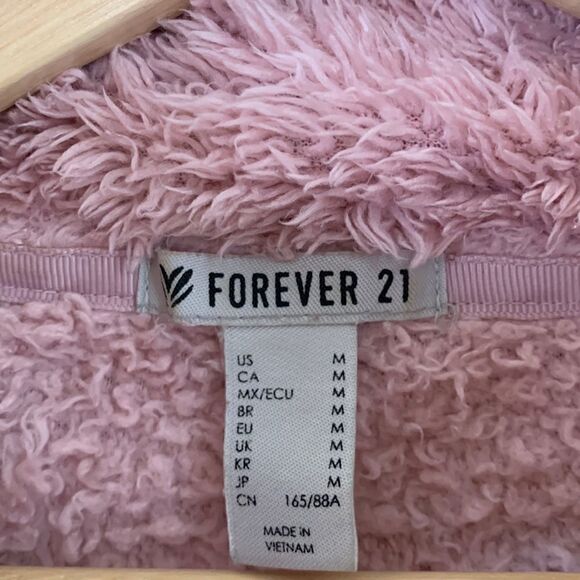 FOREVER 21
US M
CA M
MX/ECU M
BR M
EU M
UK M
KR M
JP M
CN 165/88A
MADE IN
VIETNAM